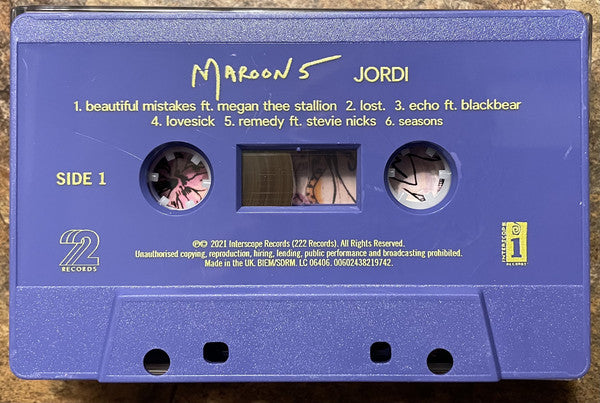 MAROON 5 JORDI
1. beautiful mistakes ft. megan thee stallion 2. lost. 3. echo ft. blackbear
4. lovesick 5. remedy ft. stevie nicks 6. seasons
SIDE 1
222
RECORDS
℗© 2021 Interscope Records (222 Records). All Rights Reserved.
Unauthorised copying, reproduction, hiring, lending, public performance and broadcasting prohibited.
Made in the UK. BIEM/SDRM. LC 06406. 00602438219742.
INTERSCOPE
i
RECORDS